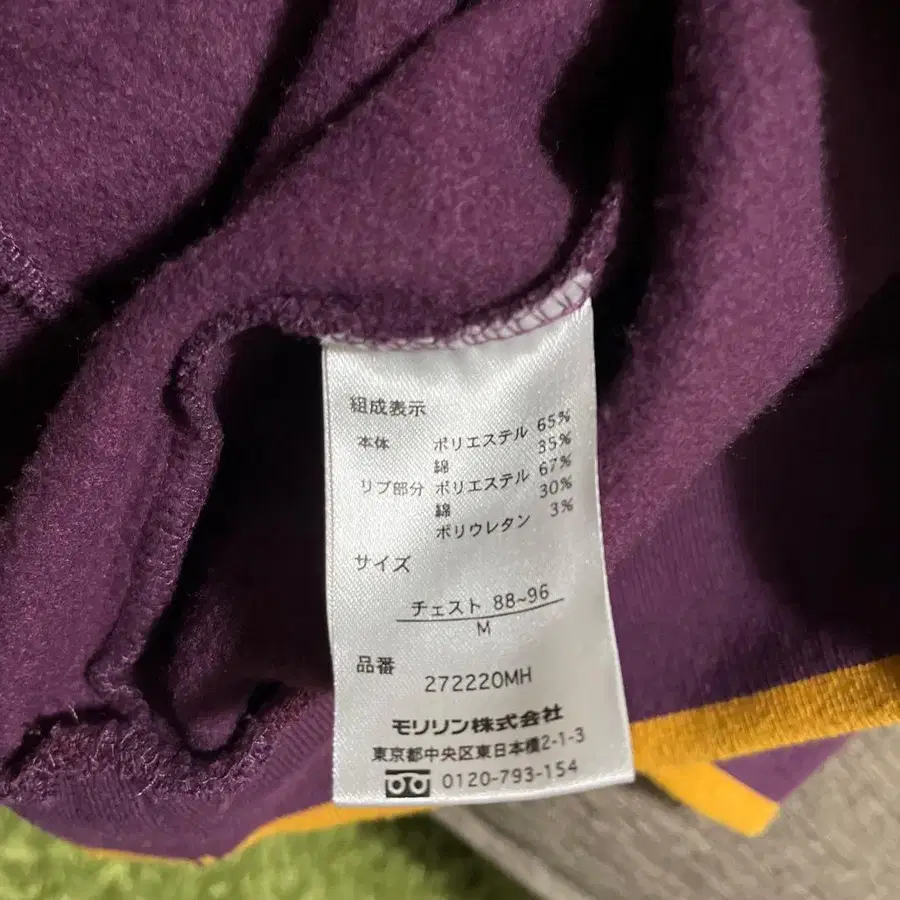 組成表示
本体 ポリエステル 65%
綿 35%
リブ部分 ポリエステル 67%
綿 30%
ポリウレタン 3%
サイズ
チェスト 88~96
M
品番
272220MH
モリリン株式会社
東京都中央区東日本橋2-1-3
0120-793-154